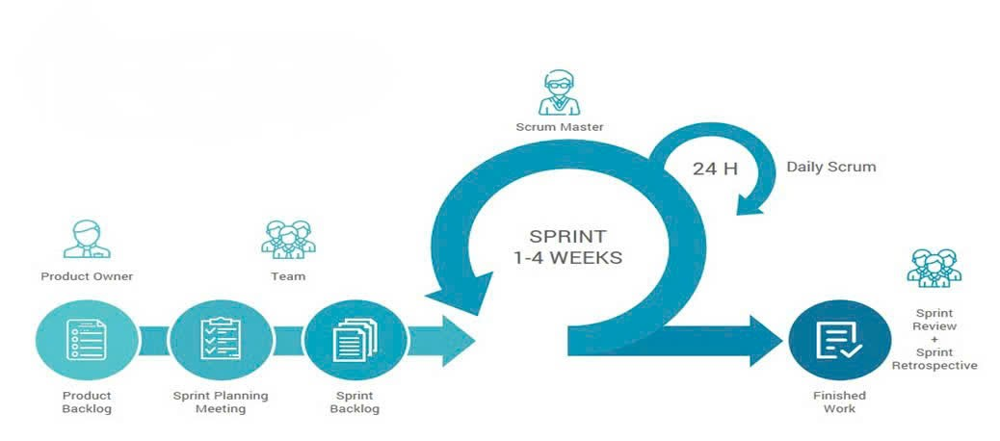 Scrum Master
24 H
Daily Scrum
SPRINT
1-4 WEEKS
Product Owner
Team
Product
Backlog
Sprint Planning
Meeting
Sprint
Backlog
Finished
Work
Sprint
Review
+
Sprint
Retrospective